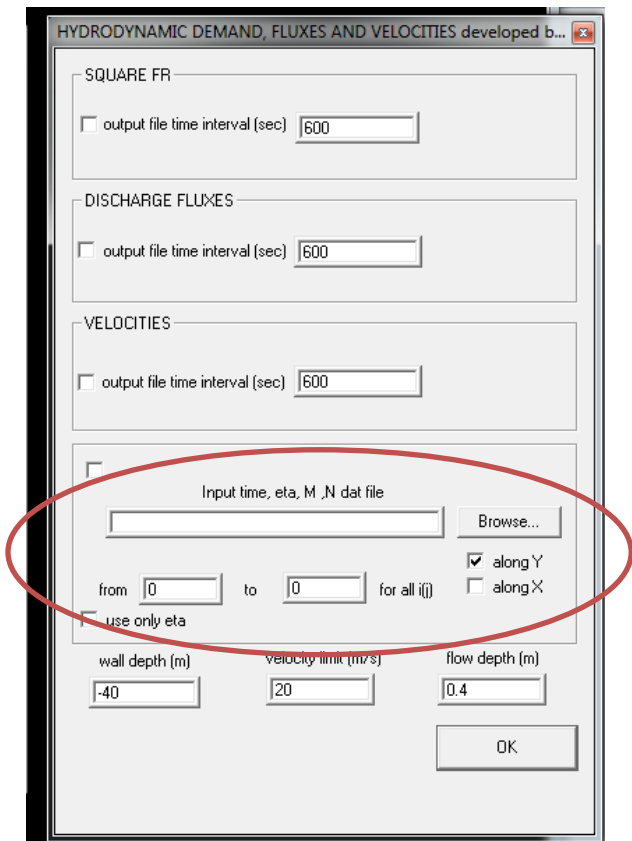 HYDRODYNAMIC DEMAND, FLUXES AND VELOCITIES developed b...
SQUARE FR
output file time interval (sec) 600
DISCHARGE FLUXES
output file time interval (sec) 600
VELOCITIES
output file time interval (sec) 600
Input time, eta, M ,N dat file
Browse...
along Y
from 0 to 0 for all i(j) along X
use only eta
wall depth (m) velocity limit (m/s) flow depth (m)
-40 20 0.4
OK